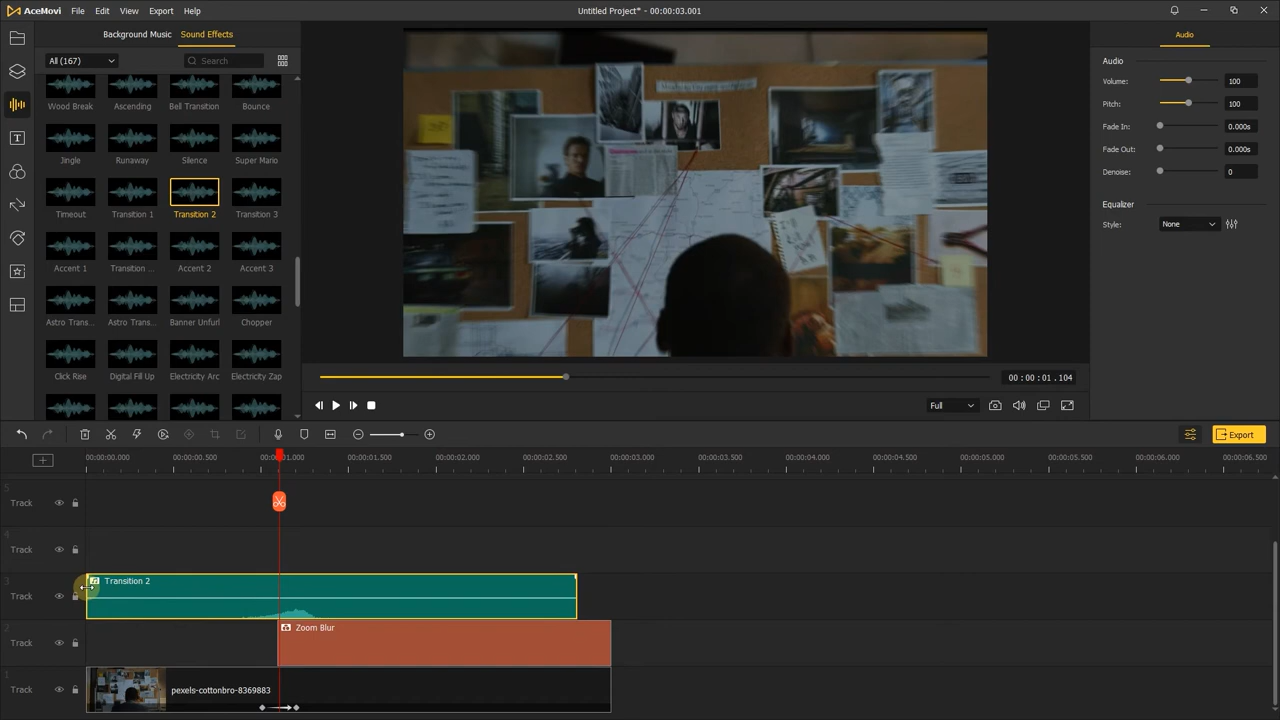 AceMovi File Edit View Export Help Untitled Project* - 00:00:03.001
Background Music Sound Effects
All (167) Search
Wood Break Ascending Bell Transition Bounce
Jingle Runaway Silence Super Mario
Timeout Transition 1 Transition 2 Transition 3
Accent 1 Transition ... Accent 2 Accent 3
Astro Trans... Astro Trans... Banner Unfurl Chopper
Click Rise Digital Fill Up Electricity Arc Electricity Zap
Audio
Audio
Volume: 100
Pitch: 100
Fade In: 0.000s
Fade Out: 0.000s
Denoise: 0
Equalizer
Style: None
00 : 00 : 01 . 104
Full
Export
00:00:00.000 00:00:00.500 00:00:01.000 00:00:01.500 00:00:02.000 00:00:02.500 00:00:03.000 00:00:03.500 00:00:04.000 00:00:04.500 00:00:05.000 00:00:05.500 00:00:06.000 00:00:06.500
5
Track
4
Track
3
Track Transition 2
2
Track Zoom Blur
1
Track pexels-cottonbro-8369883